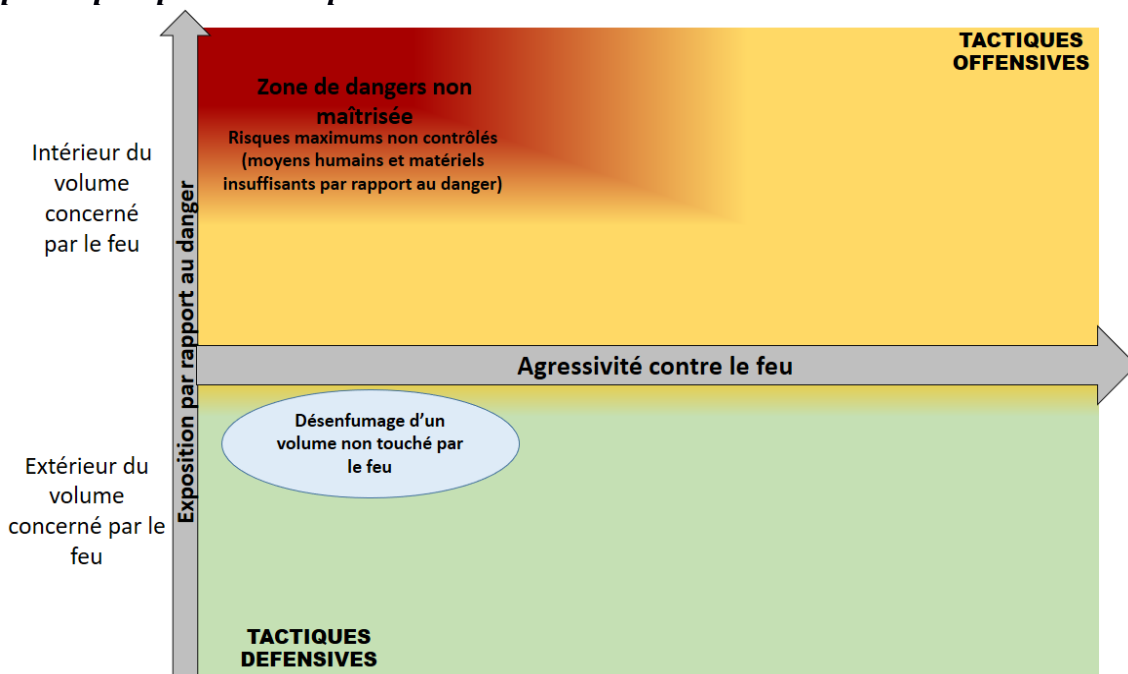 TACTIQUES
OFFENSIVES
Zone de dangers non
maîtrisée
Risques maximums non contrôlés
(moyens humains et matériels
insuffisants par rapport au danger)
Intérieur du
volume
concerné
par le feu
Exposition par rapport au danger
Agressivité contre le feu
Désenfumage d’un
volume non touché par
le feu
Extérieur du
volume
concerné par le
feu
TACTIQUES
DEFENSIVES